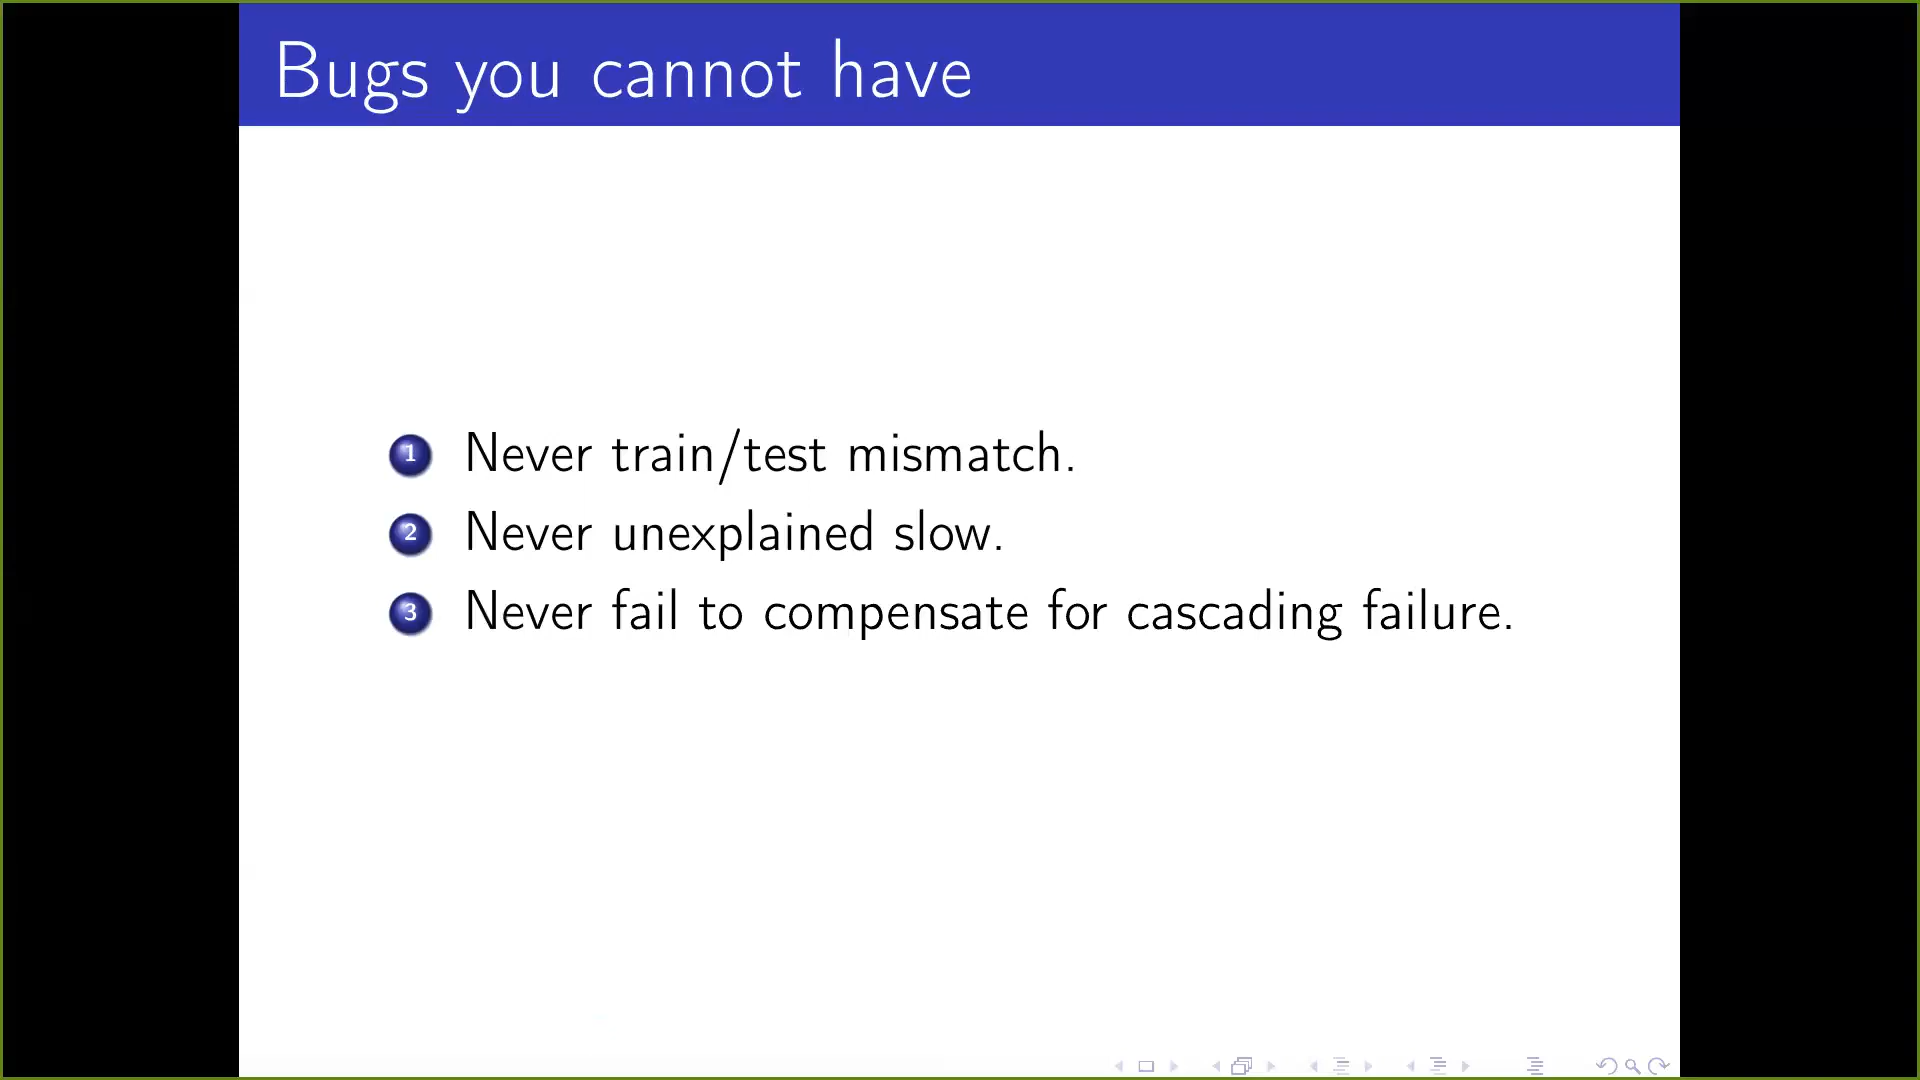 Bugs you cannot have
1 Never train/test mismatch.
2 Never unexplained slow.
3 Never fail to compensate for cascading failure.